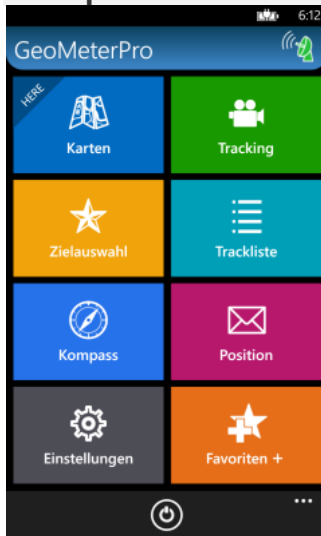 6:12
GeoMeterPro
HERE
Karten
Tracking
Zielauswahl
Trackliste
Kompass
Position
Einstellungen
Favoriten +